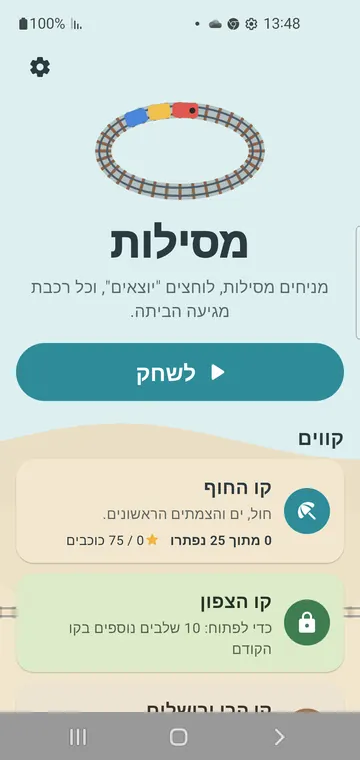 100%
13:48
מסילות
מניחים מסילות, לוחצים "יוצאים", וכל רכבת
מגיעה הביתה.
לשחק
קווים
קו החוף
חול, ים והצמתים הראשונים.
0 מתוך 25 נפתרו 0 / 75 כוכבים
קו הצפון
כדי לפתוח: 10 שלבים נוספים בקו
הקודם